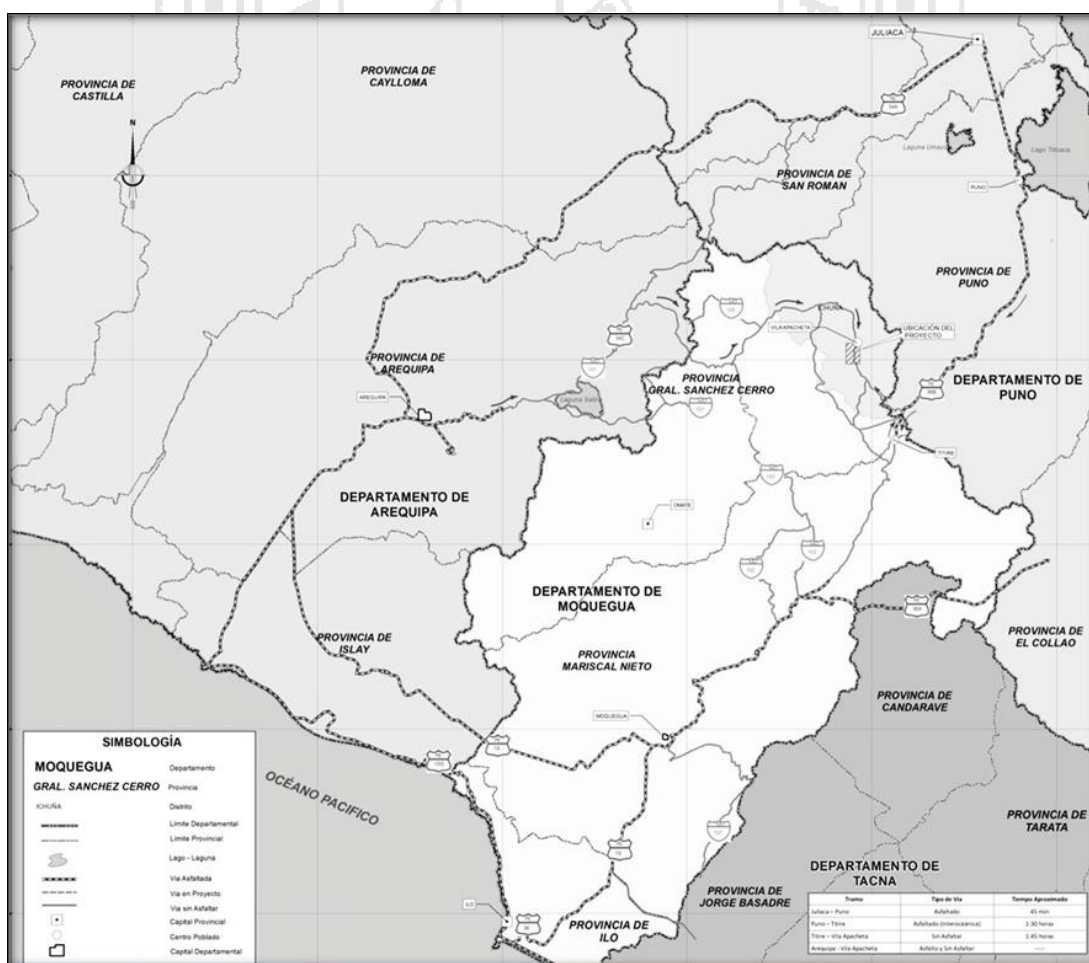 JULIACA
PROVINCIA DE
CAYLLOMA
PROVINCIA DE
CASTILLA
N
34A
Laguna Umayo
Lago Titicaca
PROVINCIA DE
SAN ROMAN
PUNO
PROVINCIA DE
PUNO
34C
VILA APACHETA
UBICACIÓN DEL
PROYECTO
PROVINCIA DE
AREQUIPA
PROVINCIA
GRAL. SANCHEZ CERRO
DEPARTAMENTO DE
PUNO
AREQUIPA
TITIRE
DEPARTAMENTO DE
AREQUIPA
OMATE
DEPARTAMENTO DE
MOQUEGUA
PROVINCIA DE
ISLAY
PROVINCIA
MARISCAL NIETO
PROVINCIA DE
EL COLLAO
PROVINCIA DE
CANDARAVE
MOQUEGUA
OCÉANO PACIFICO
PROVINCIA DE
TARATA
DEPARTAMENTO DE
TACNA
PROVINCIA DE
JORGE BASADRE
PROVINCIA DE
ILO
ILO
SIMBOLOGÍA
MOQUEGUA Departamento
GRAL. SANCHEZ CERRO Provincia
ICHUÑA Distrito
Límite Departamental
Límite Provincial
Lago - Laguna
Vía Asfaltada
Vía en Proyecto
Vía sin Asfaltar
Capital Provincial
Centro Poblado
Capital Departamental
Tramo Tipo de Vía Tiempo Aproximado
Juliaca – Puno Asfaltado 45 min
Puno – Titire Asfaltado (Interoceánica) 1.30 horas
Titire – Vila Apacheta Sin Asfaltar 1.45 horas
Arequipa - Vila Apacheta Asfalto y Sin Asfaltar -----